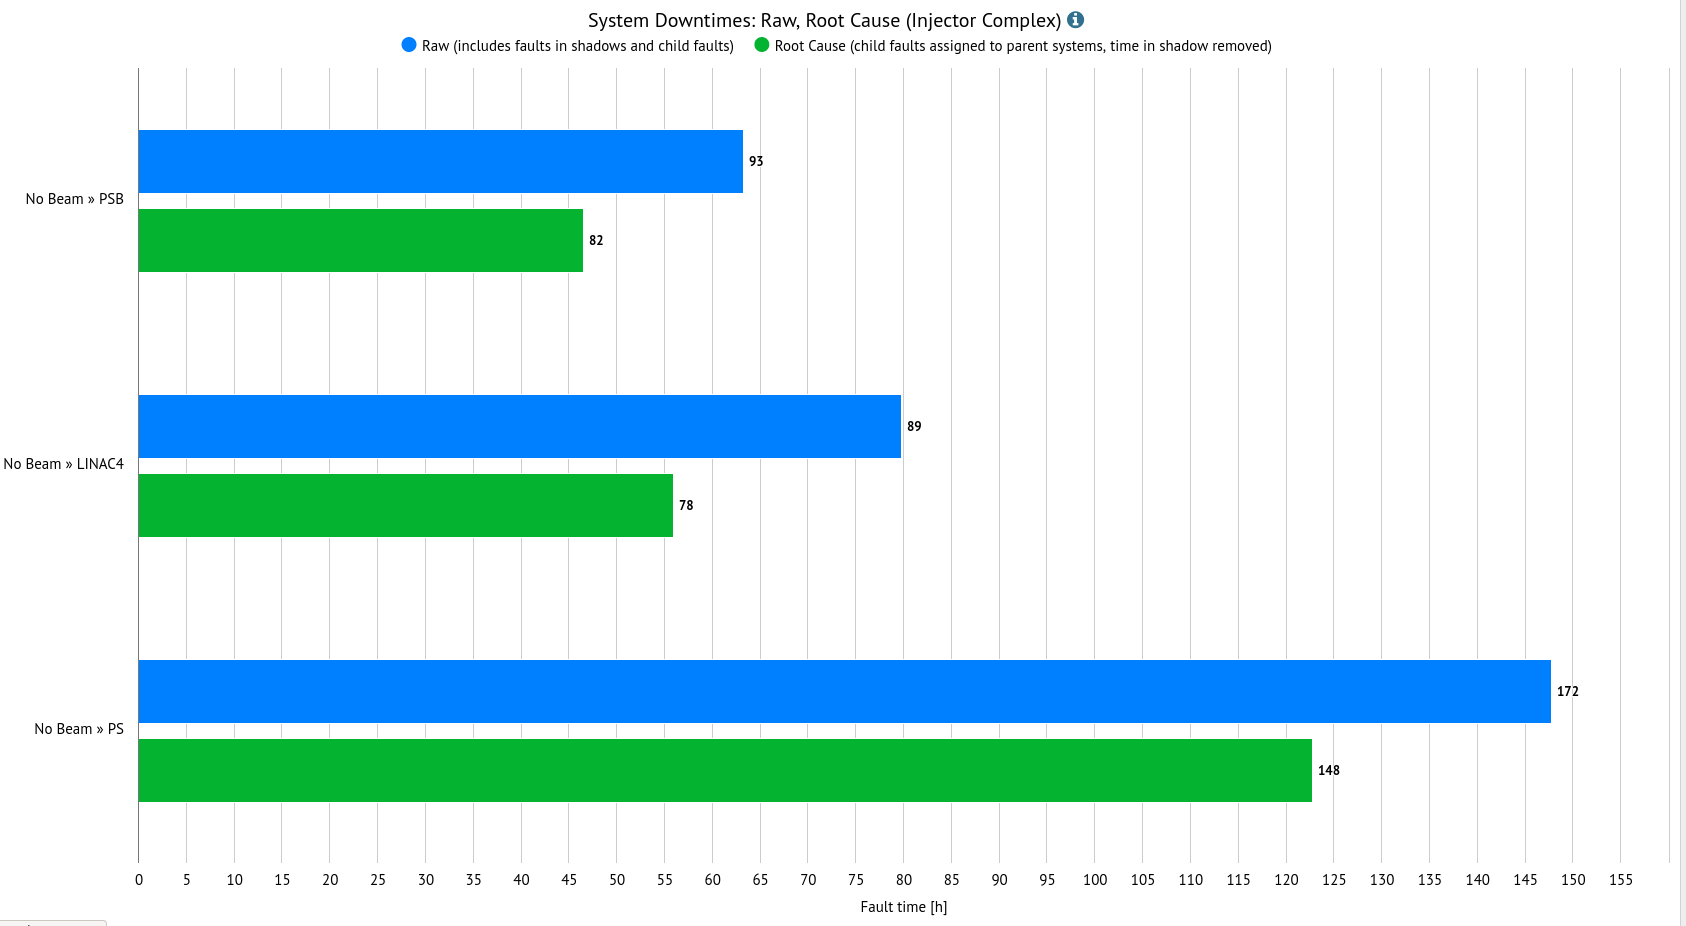 System Downtimes: Raw, Root Cause (Injector Complex)
Raw (includes faults in shadows and child faults) Root Cause (child faults assigned to parent systems, time in shadow removed)
93
No Beam » PSB
82
89
No Beam » LINAC4
78
172
No Beam » PS
148
0 5 10 15 20 25 30 35 40 45 50 55 60 65 70 75 80 85 90 95 100 105 110 115 120 125 130 135 140 145 150 155
Fault time [h]